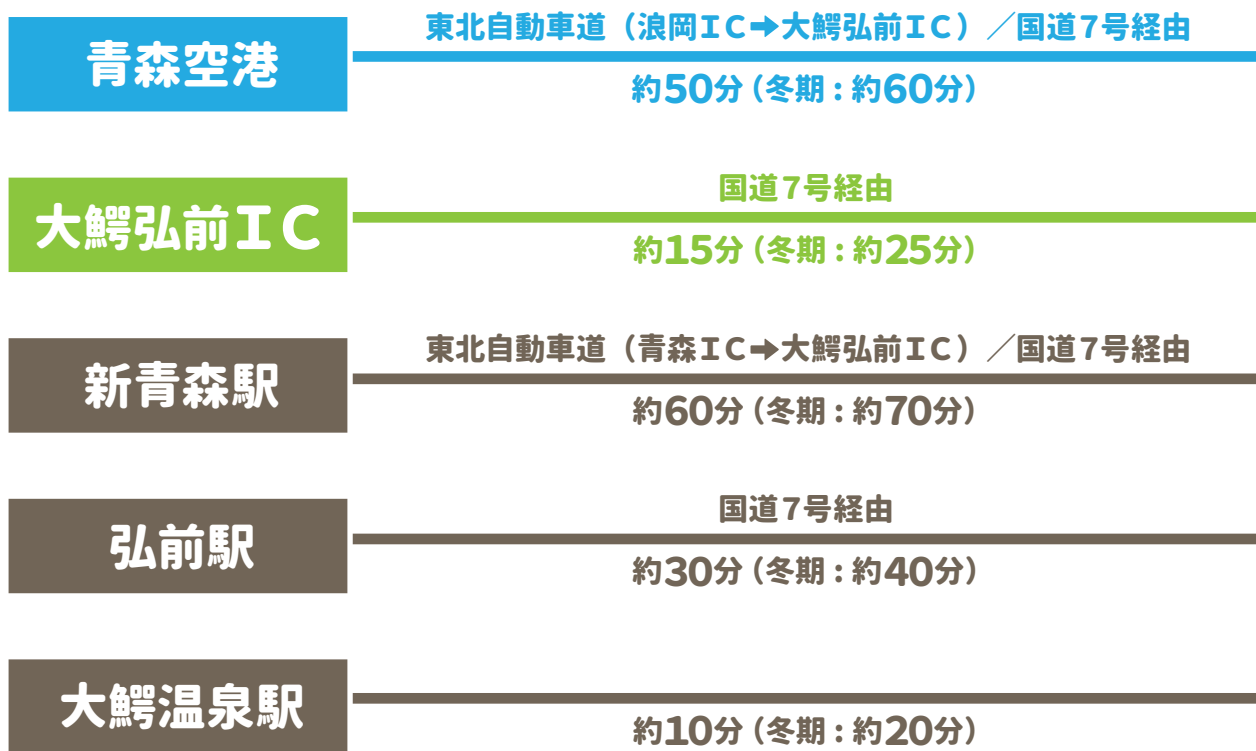 東北自動車道（浪岡ＩＣ➡大鰐弘前ＩＣ）／国道7号経由
青森空港
約50分（冬期：約60分）
国道7号経由
大鰐弘前ＩＣ
約15分（冬期：約25分）
東北自動車道（青森ＩＣ➡大鰐弘前ＩＣ）／国道7号経由
新青森駅
約60分（冬期：約70分）
国道7号経由
弘前駅
約30分（冬期：約40分）
大鰐温泉駅
約10分（冬期：約20分）